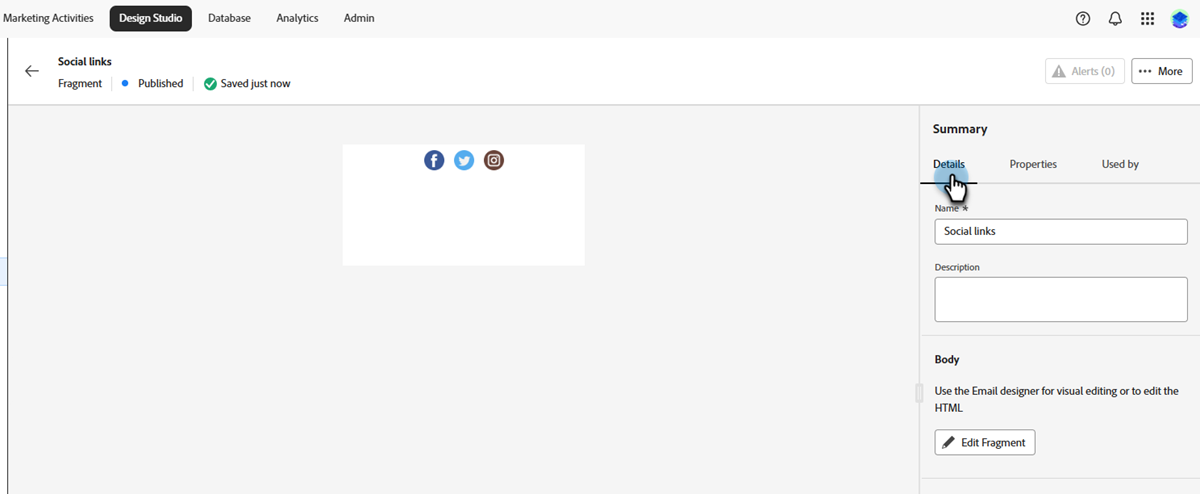 Marketing Activities Design Studio Database Analytics Admin
Social links
Fragment Published Saved just now
Alerts (0) More
Summary
Details Properties Used by
Name *
Social links
Description
Body
Use the Email designer for visual editing or to edit the
HTML
Edit Fragment